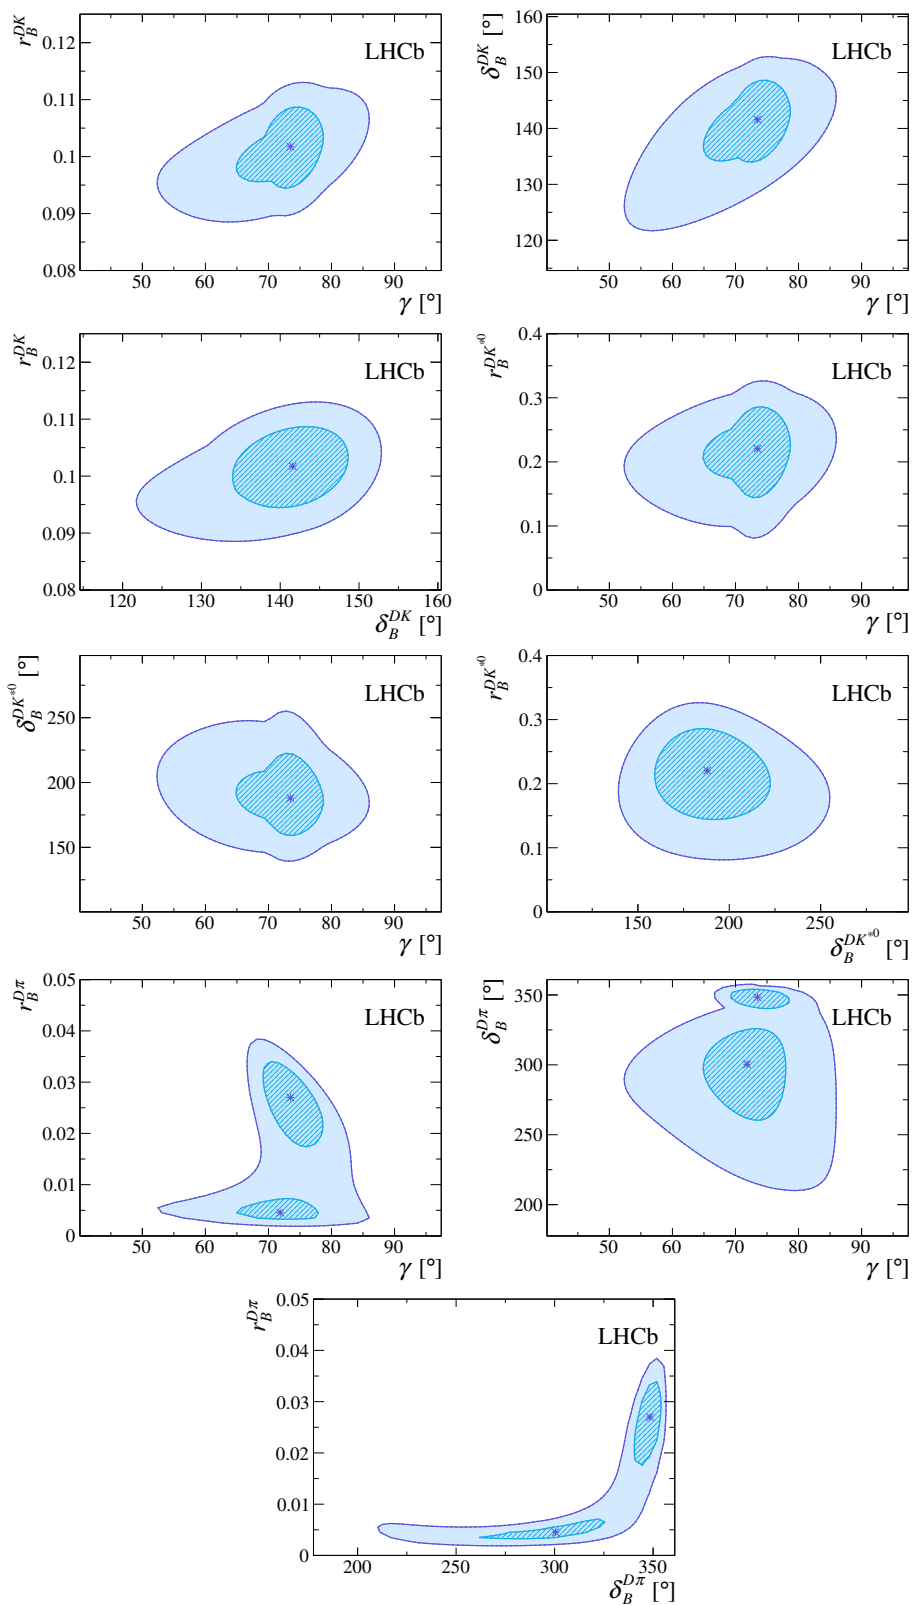 r_B^{DK}
0.12
0.11
0.1
0.09
0.08
LHCb
50 60 70 80 90
γ [°]
δ_B^{DK} [°]
160
150
140
130
120
LHCb
50 60 70 80 90
γ [°]
r_B^{DK}
0.12
0.11
0.1
0.09
0.08
LHCb
120 130 140 150 160
δ_B^{DK} [°]
r_B^{DK*0}
0.4
0.3
0.2
0.1
0
LHCb
50 60 70 80 90
γ [°]
δ_B^{DK*0} [°]
250
200
150
LHCb
50 60 70 80 90
γ [°]
r_B^{DK*0}
0.4
0.3
0.2
0.1
0
LHCb
150 200 250
δ_B^{DK*0} [°]
r_B^{Dπ}
0.05
0.04
0.03
0.02
0.01
0
LHCb
50 60 70 80 90
γ [°]
δ_B^{Dπ} [°]
350
300
250
200
LHCb
50 60 70 80 90
γ [°]
r_B^{Dπ}
0.05
0.04
0.03
0.02
0.01
0
LHCb
200 250 300 350
δ_B^{Dπ} [°]